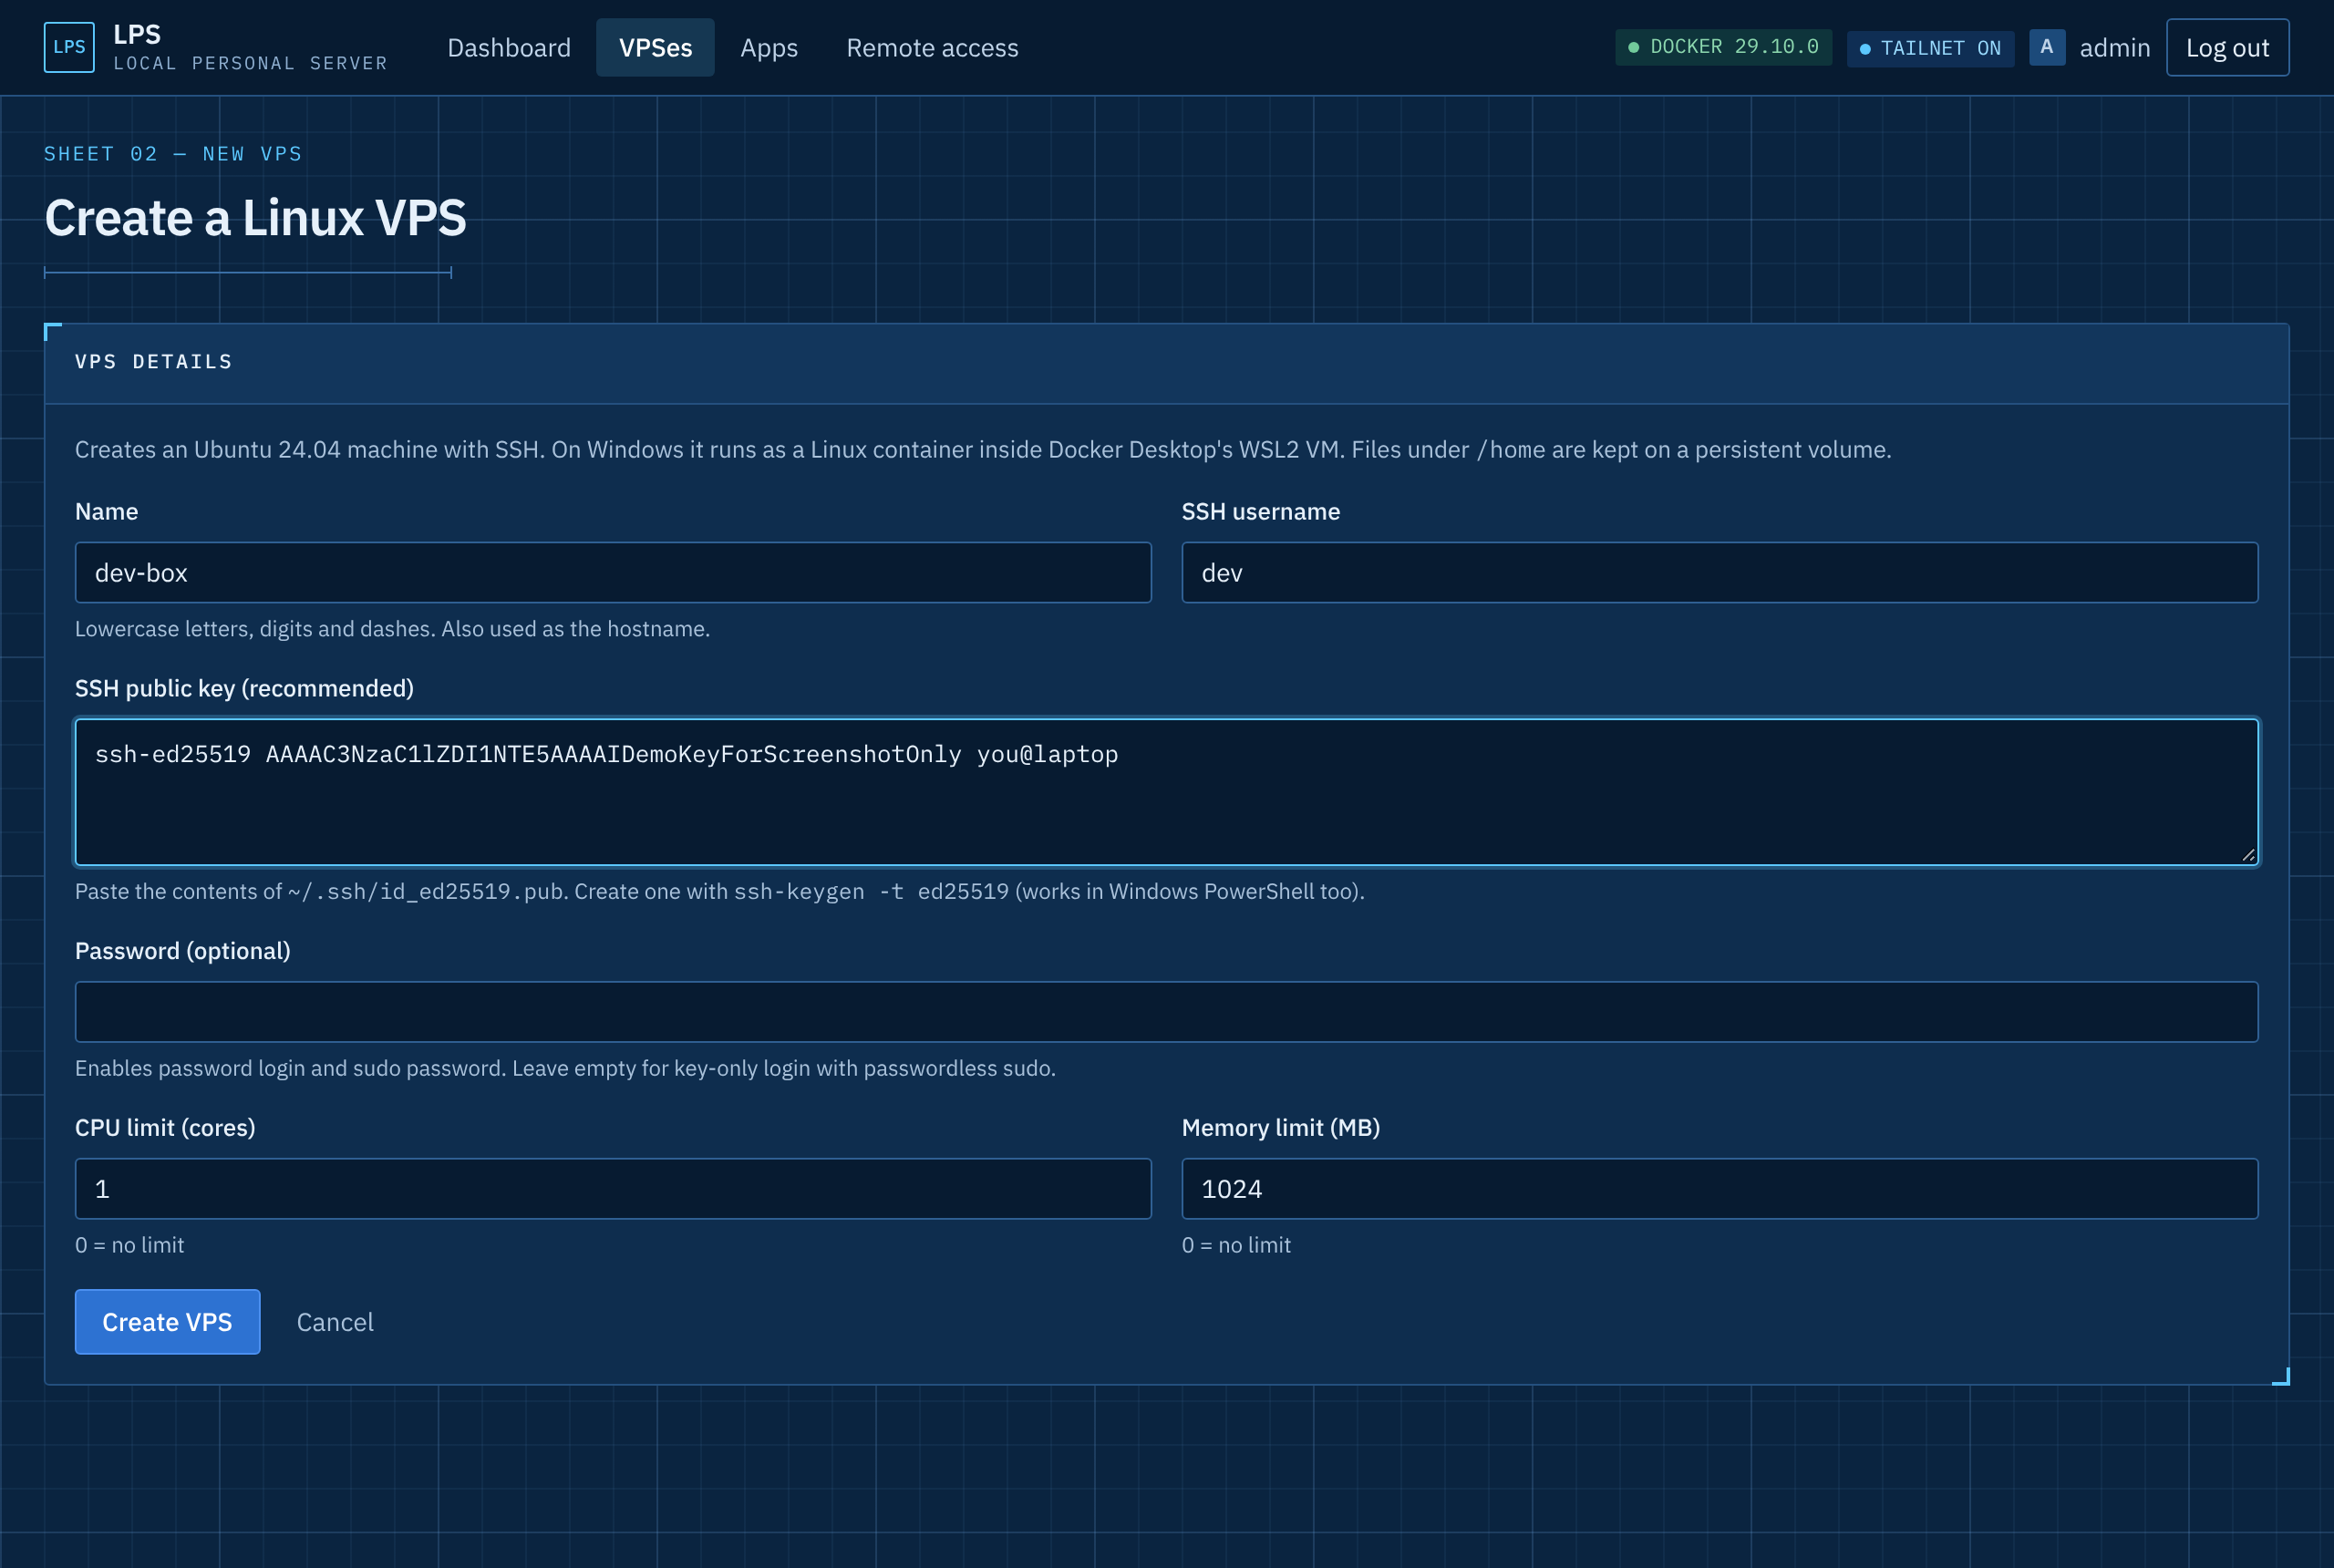 LPS
LPS
LOCAL PERSONAL SERVER
Dashboard
VPSes
Apps
Remote access
DOCKER 29.10.0
TAILNET ON
A
admin
Log out
SHEET 02 — NEW VPS
Create a Linux VPS
VPS DETAILS
Creates an Ubuntu 24.04 machine with SSH. On Windows it runs as a Linux container inside Docker Desktop's WSL2 VM. Files under /home are kept on a persistent volume.
Name
SSH username
dev-box
dev
Lowercase letters, digits and dashes. Also used as the hostname.
SSH public key (recommended)
ssh-ed25519 AAAAC3NzaC1lZDI1NTE5AAAAIDemoKeyForScreenshotOnly you@laptop
Paste the contents of ~/.ssh/id_ed25519.pub. Create one with ssh-keygen -t ed25519 (works in Windows PowerShell too).
Password (optional)
Enables password login and sudo password. Leave empty for key-only login with passwordless sudo.
CPU limit (cores)
Memory limit (MB)
1
1024
0 = no limit
0 = no limit
Create VPS
Cancel